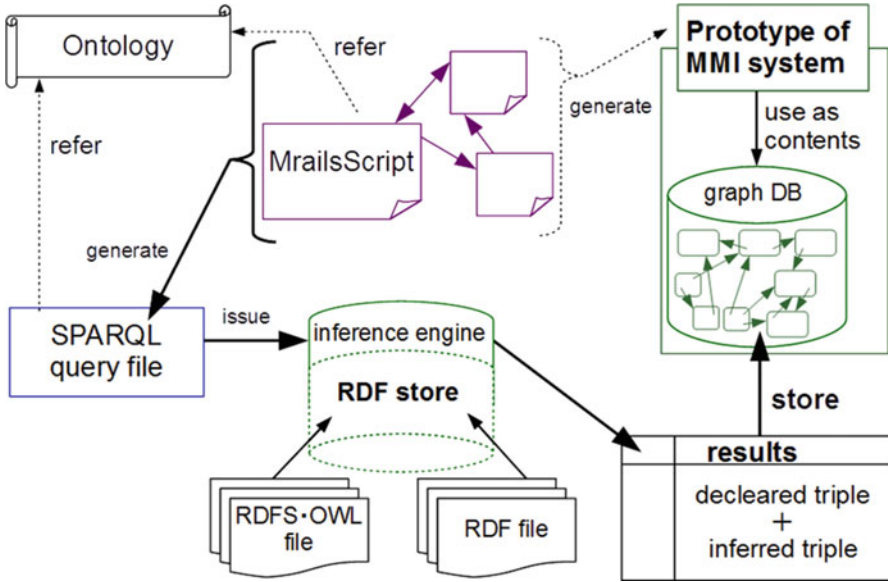 Ontology
refer
Prototype of
MMI system
generate
use as
contents
refer
MrailsScript
graph DB
generate
SPARQL
query file
issue
inference engine
RDF store
store
results
RDFS・OWL
file
RDF file
decleared triple
+
inferred triple